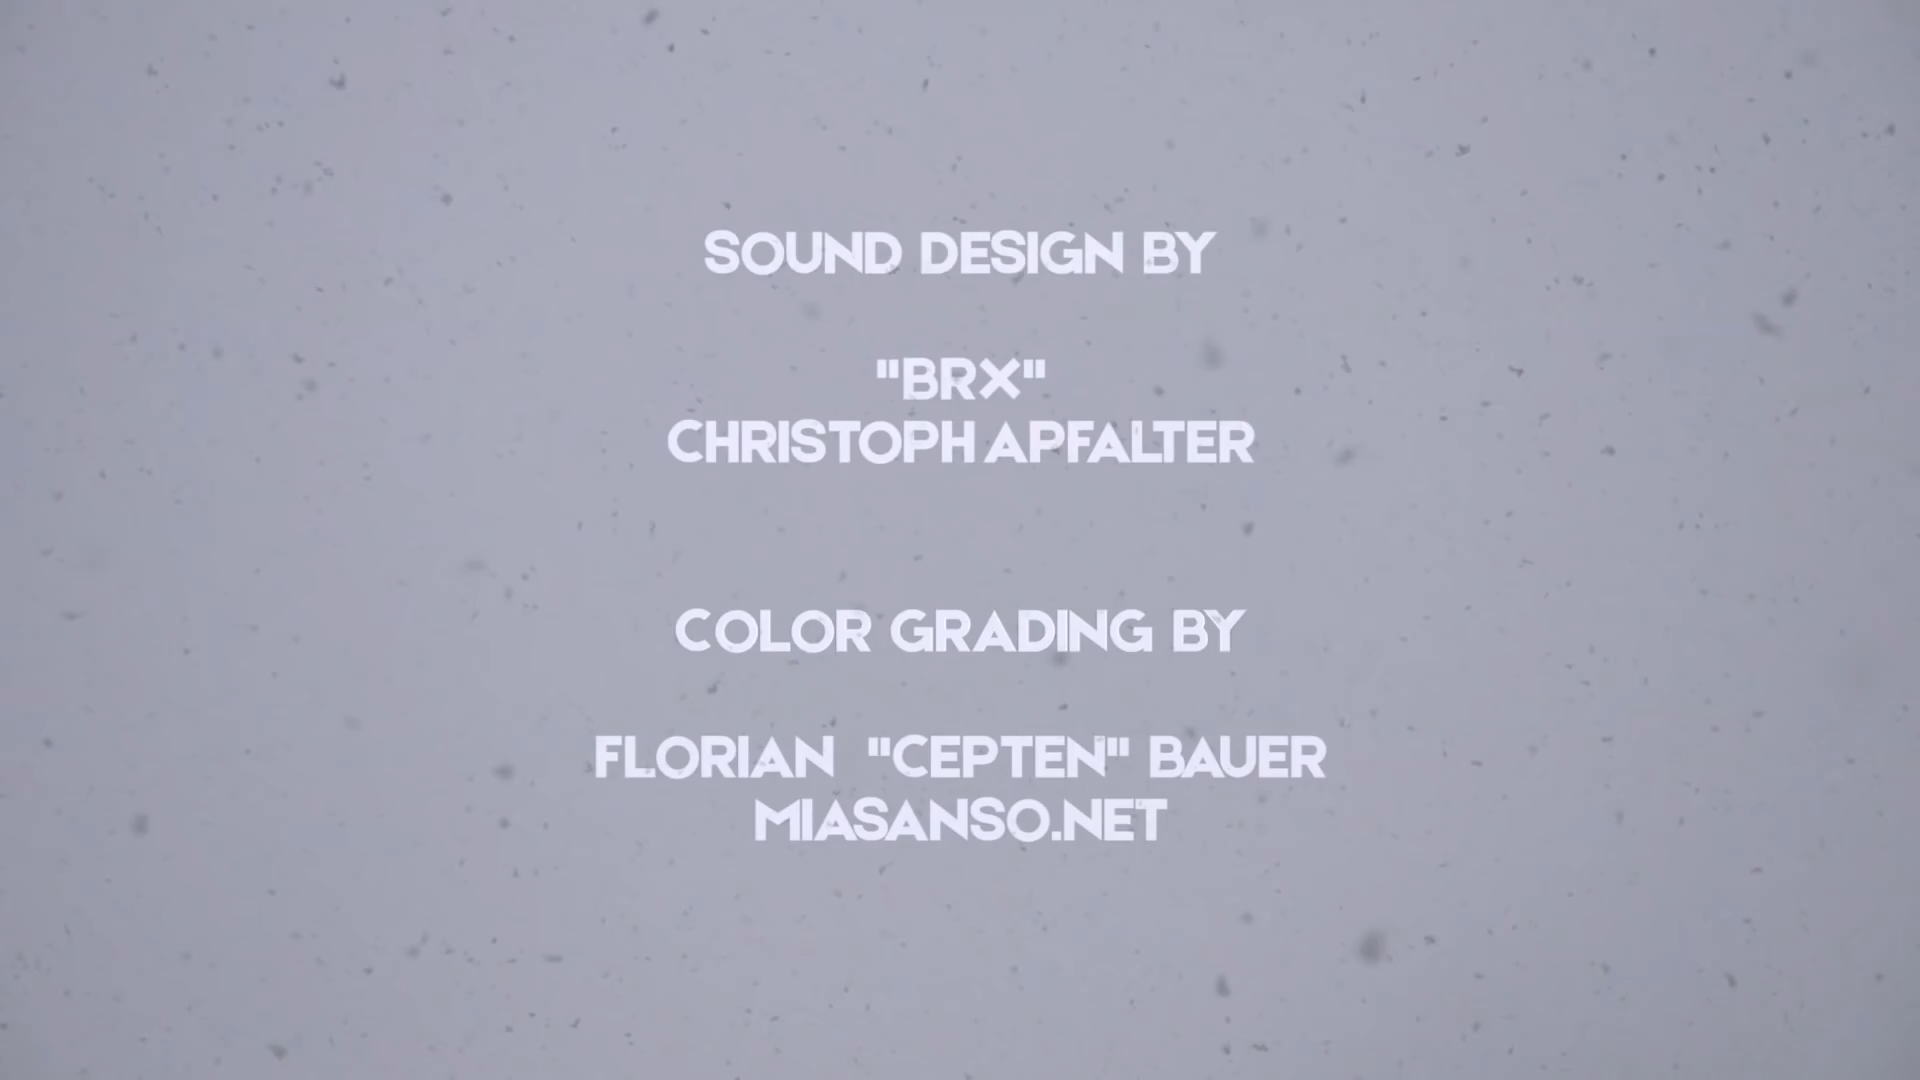 SOUND DESIGN BY
"BRX"
CHRISTOPH APFALTER
COLOR GRADING BY
FLORIAN "CEPTEN" BAUER
MIASANSO.NET